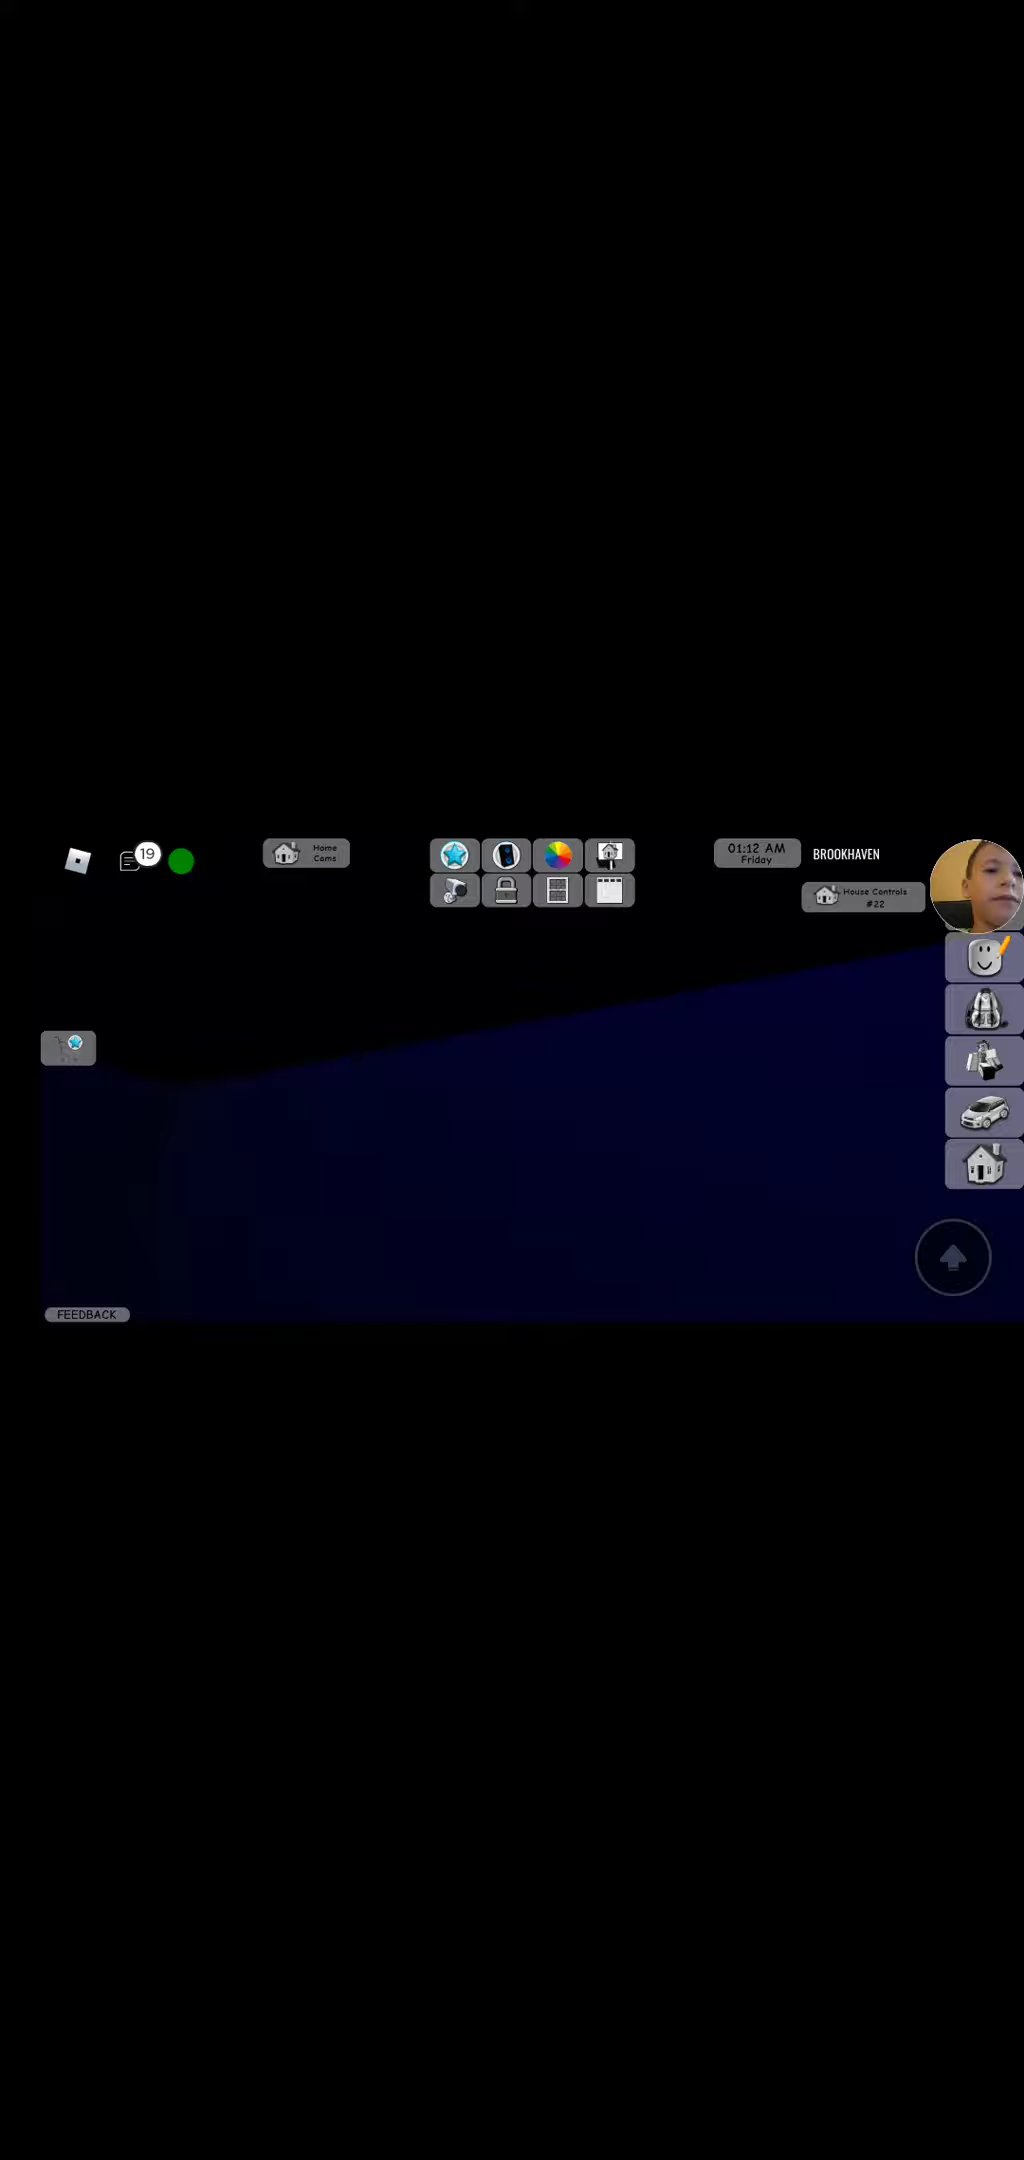 19
Home
Cams
01:12 AM
Friday
BROOKHAVEN
House Controls
#22
FEEDBACK